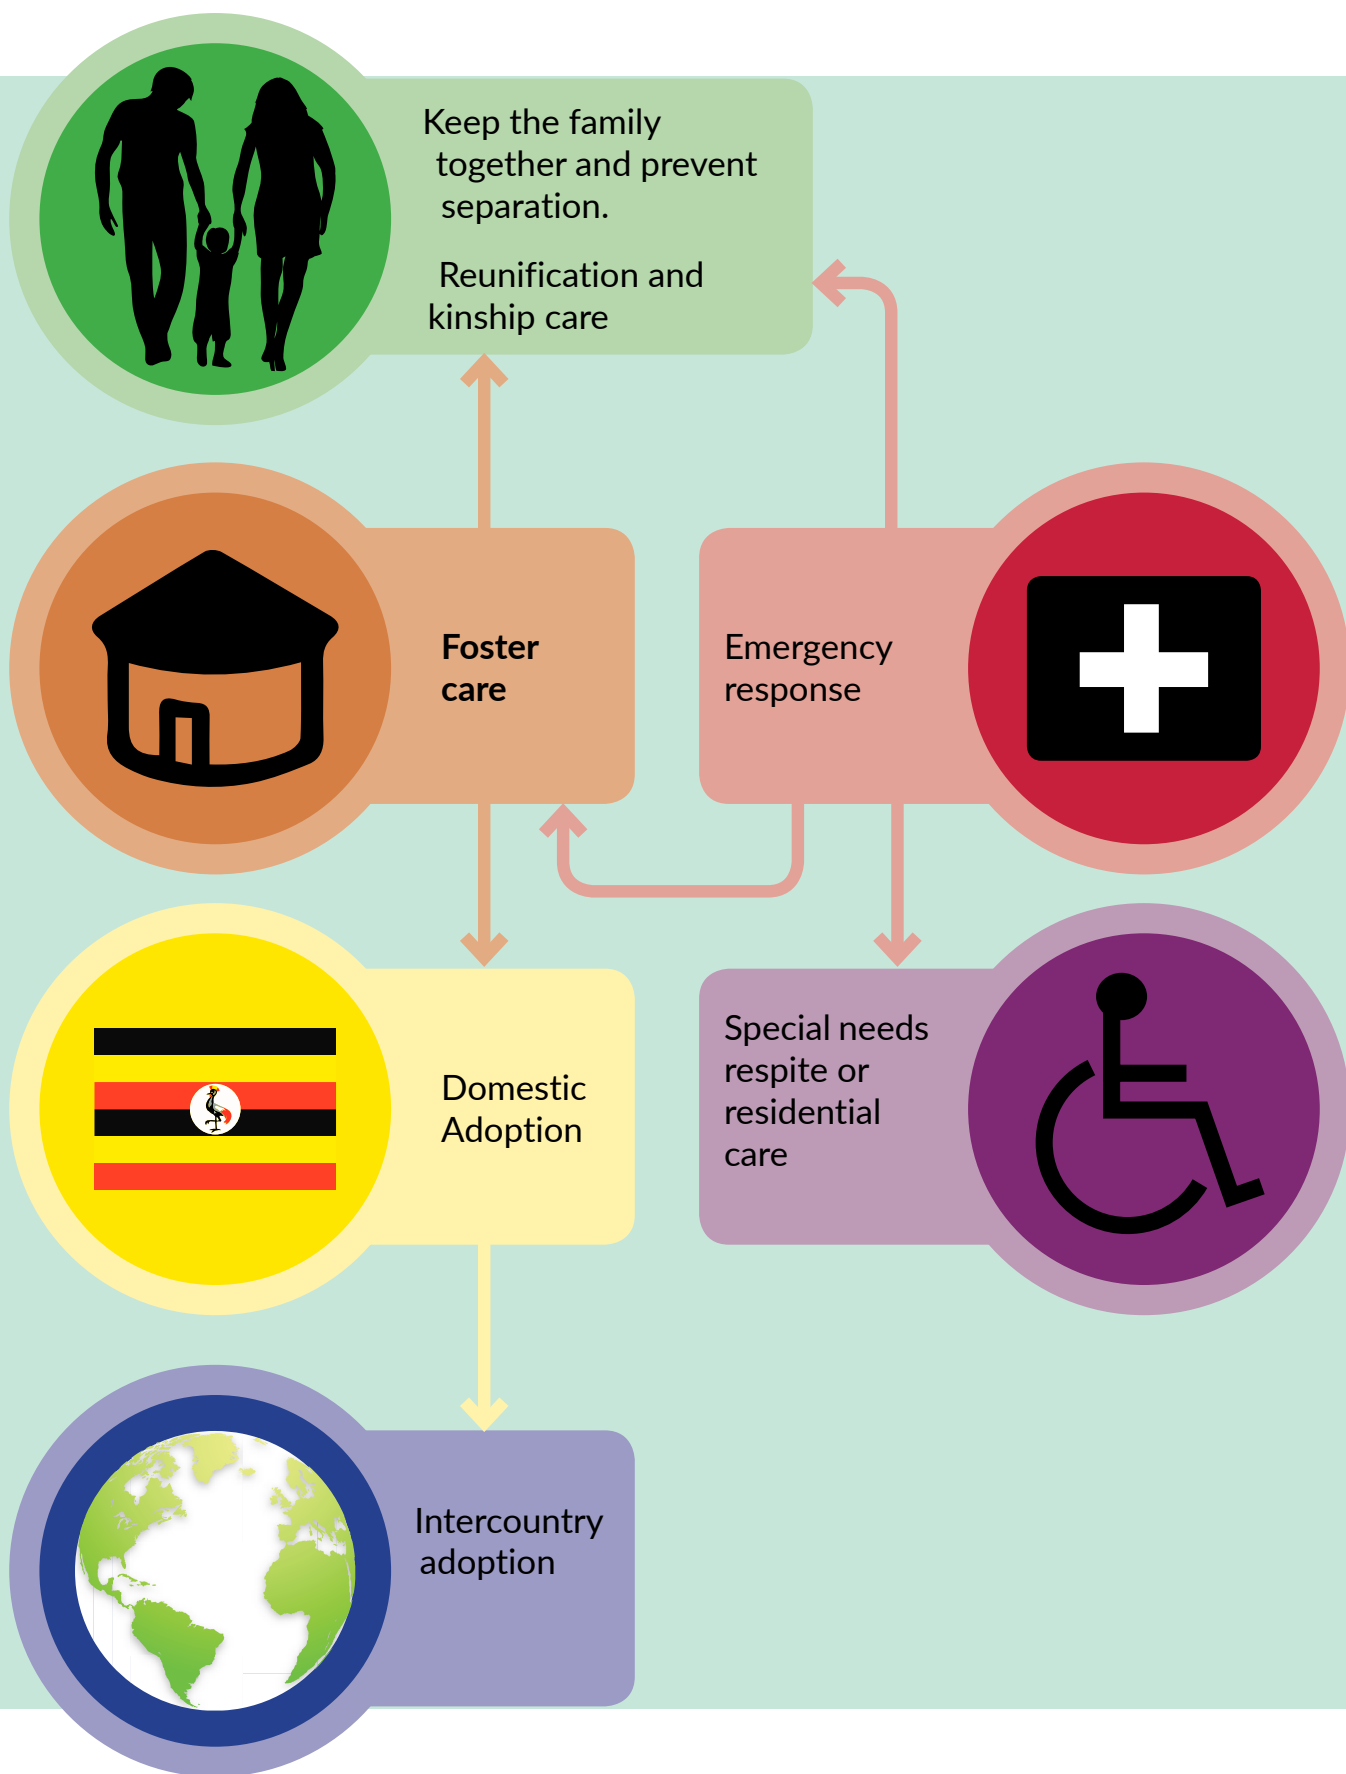 Keep the family
together and prevent
separation.
Reunification and
kinship care
Foster
care
Emergency
response
Domestic
Adoption
Special needs
respite or
residential
care
Intercountry
adoption